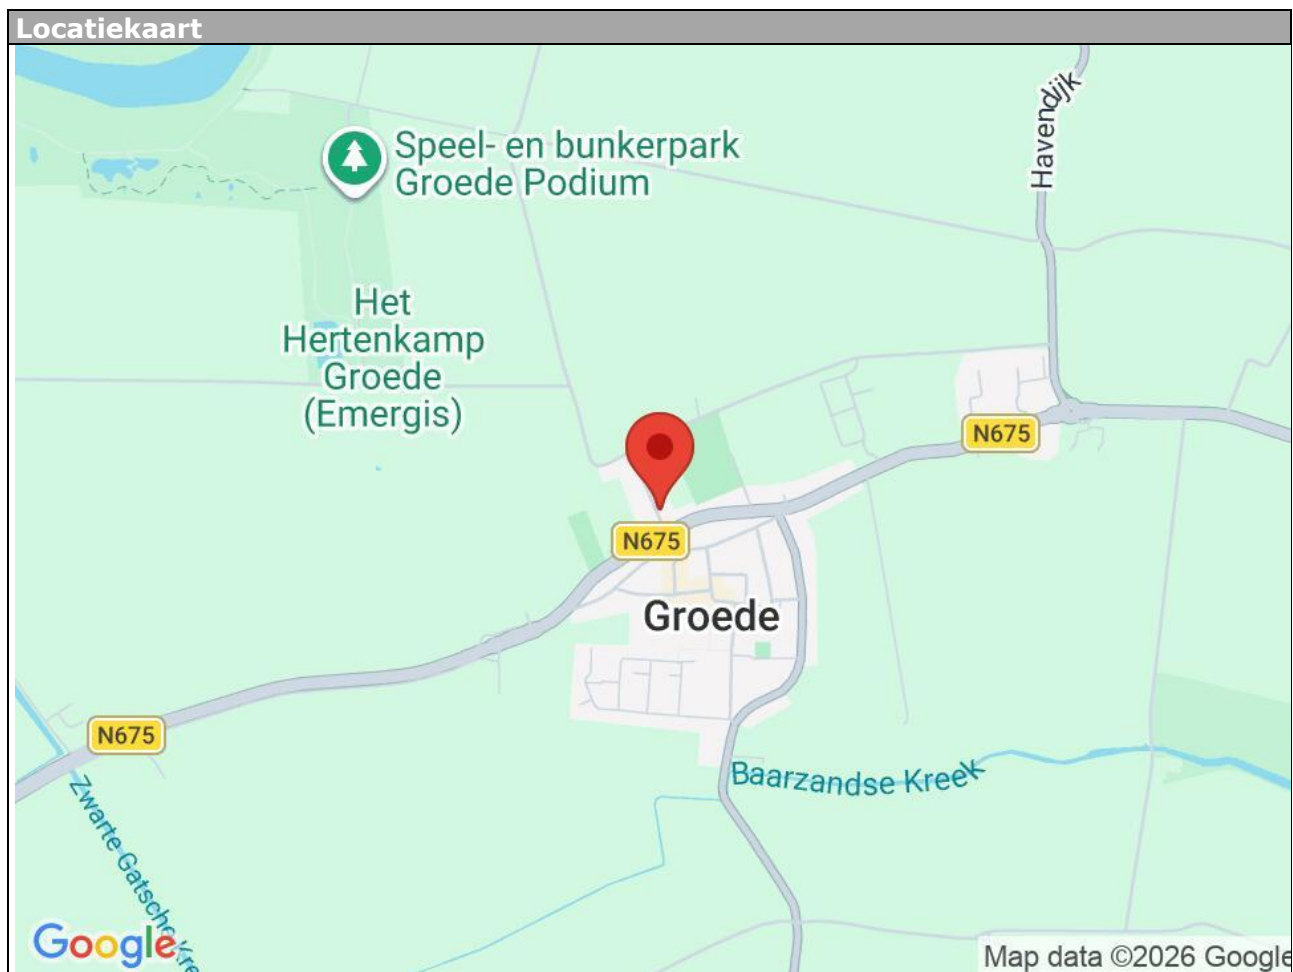 Locatiekaart
Havendijk
Speel- en bunkerpark
Groede Podium
Het
Hertenkamp
Groede
(Emergis)
N675
N675
Groede
N675
Baarzandse Kreek
Zwarte Gatsche Kre
Google
Map data ©2026 Google